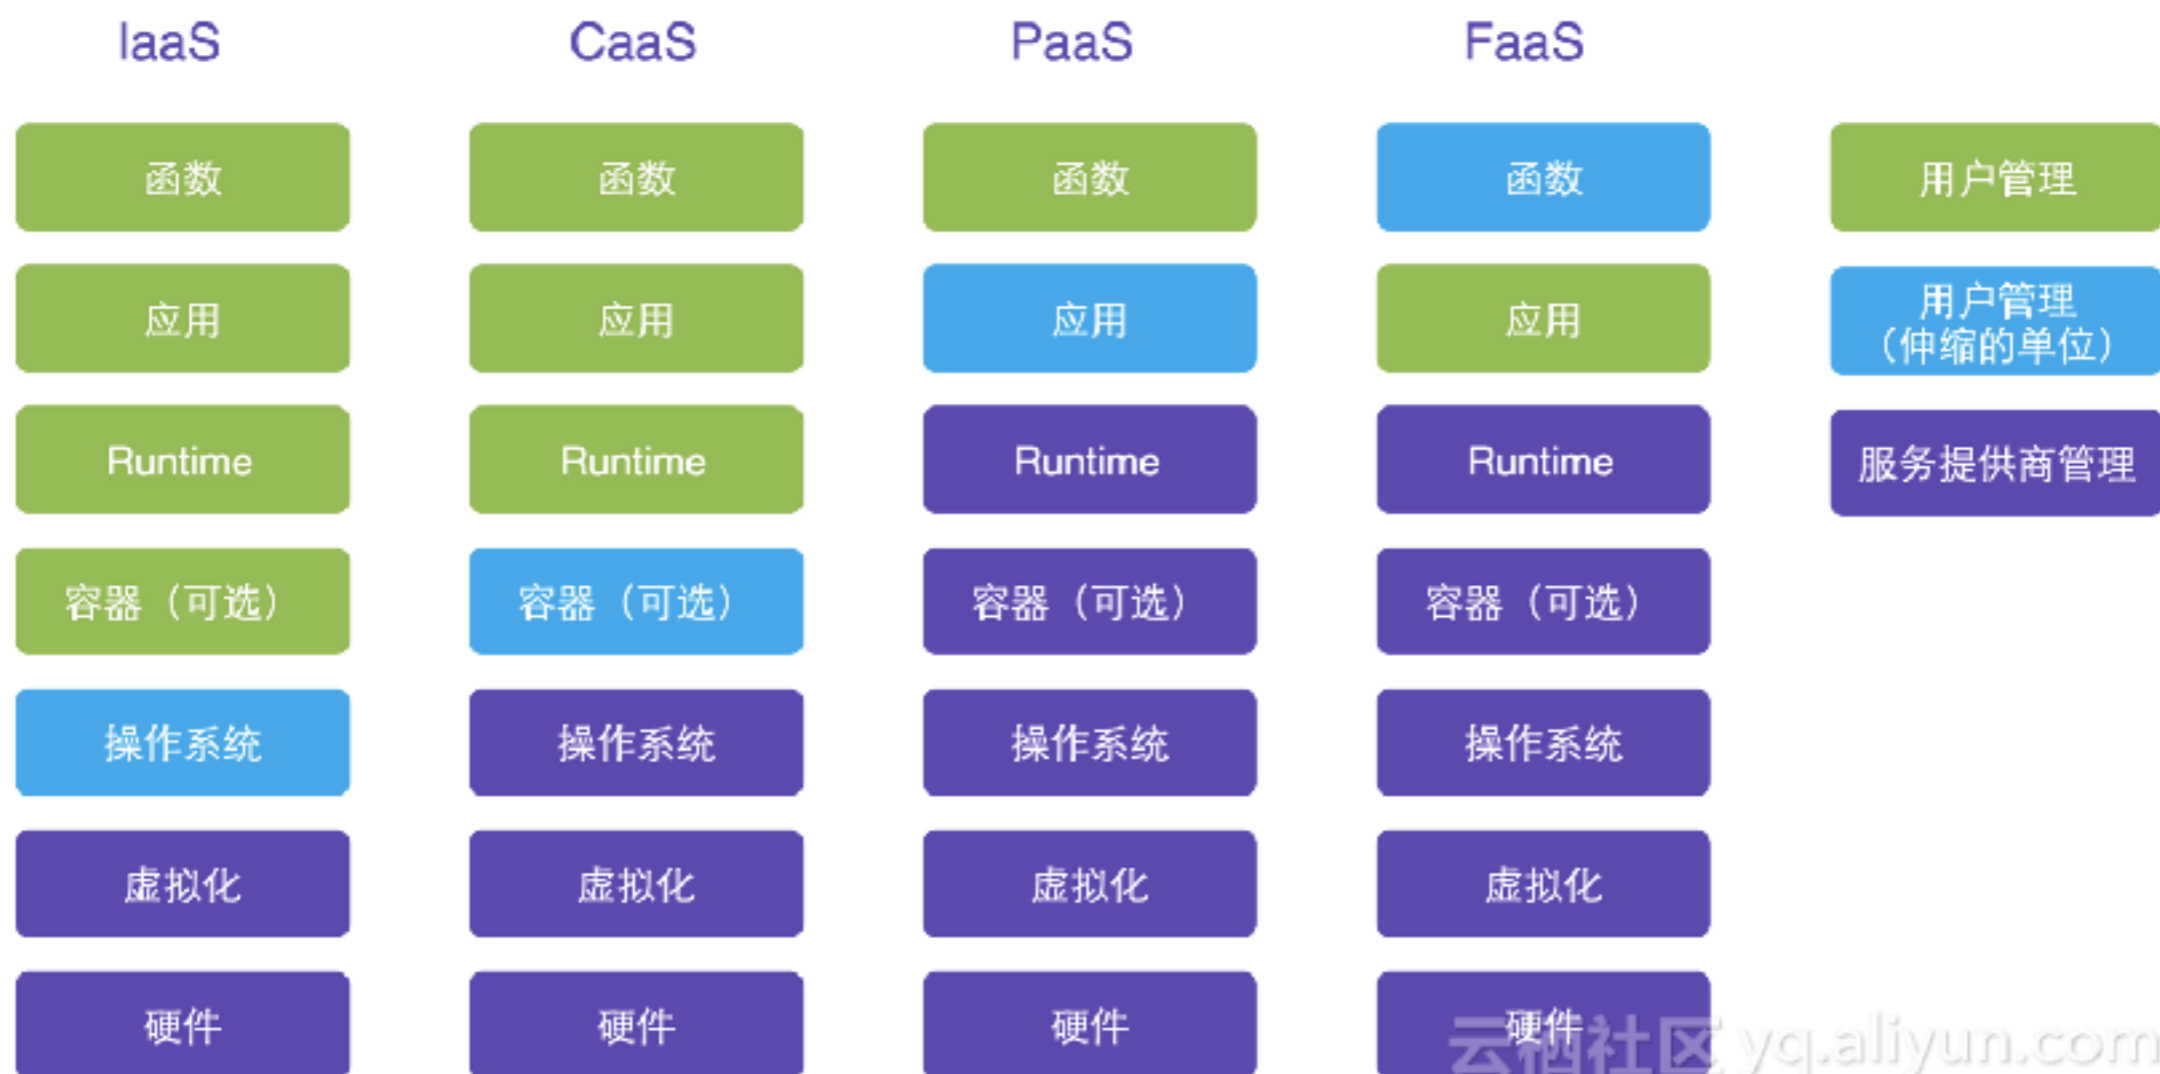 IaaS
CaaS
PaaS
FaaS
函数
函数
函数
函数
用户管理
应用
应用
应用
应用
用户管理
（伸缩的单位）
Runtime
Runtime
Runtime
Runtime
服务提供商管理
容器（可选）
容器（可选）
容器（可选）
容器（可选）
操作系统
操作系统
操作系统
操作系统
虚拟化
虚拟化
虚拟化
虚拟化
硬件
硬件
硬件
硬件
云栖社区 yq.aliyun.com